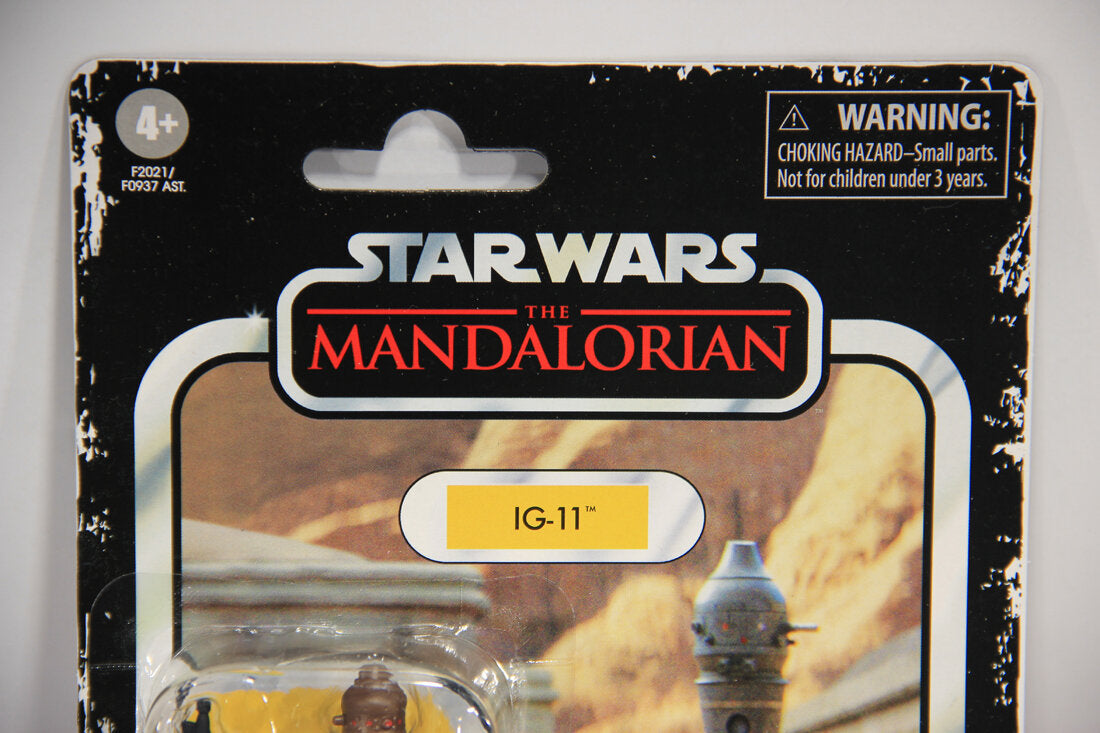 4+
F2021/
F0937 AST.
⚠ WARNING:
CHOKING HAZARD–Small parts.
Not for children under 3 years.
STAR WARS
THE
MANDALORIAN
TM
IG-11™